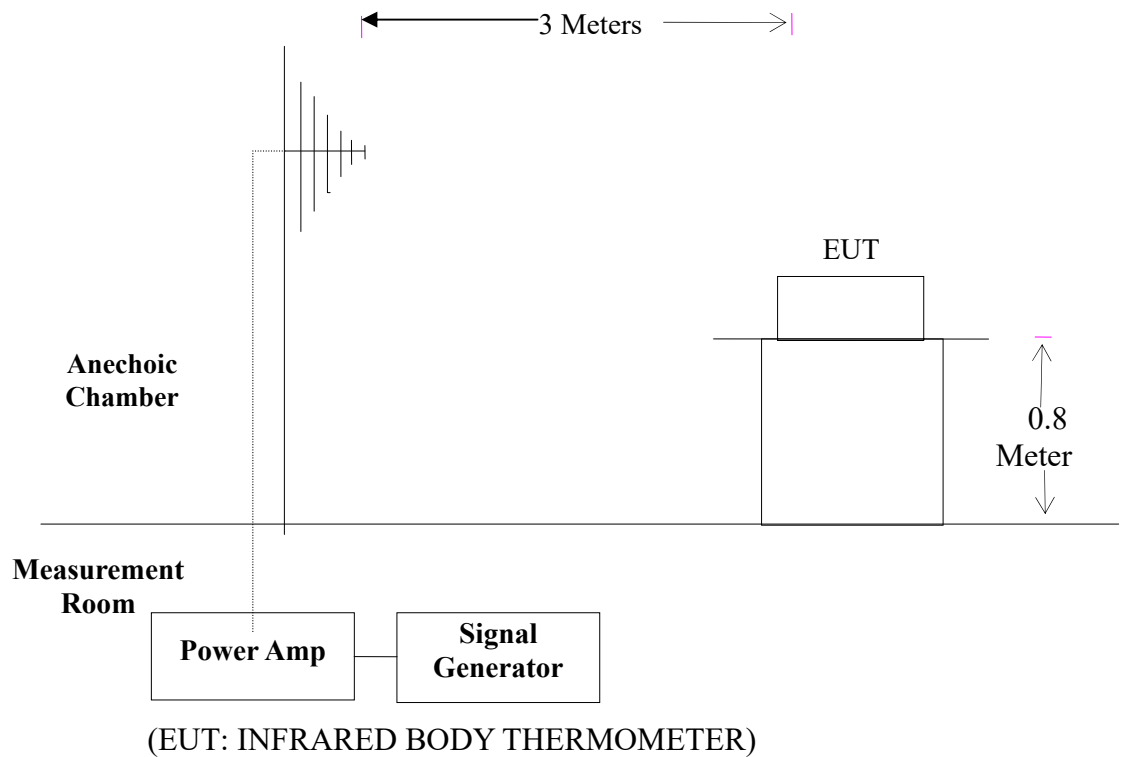 3 Meters
EUT
Anechoic
Chamber
0.8
Meter
Measurement
Room
Power Amp
Signal
Generator
(EUT: INFRARED BODY THERMOMETER)